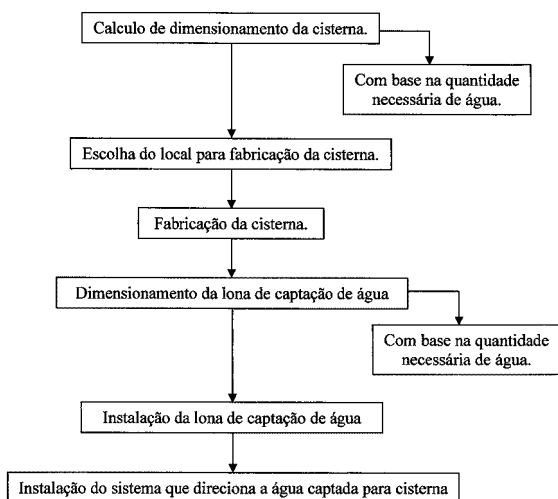 Calculo de dimensionamento da cisterna.
Com base na quantidade
necessária de água.
Escolha do local para fabricação da cisterna.
Fabricação da cisterna.
Dimensionamento da lona de captação de água
Com base na quantidade
necessária de água.
Instalação da lona de captação de água
Instalação do sistema que direciona a água captada para cisterna